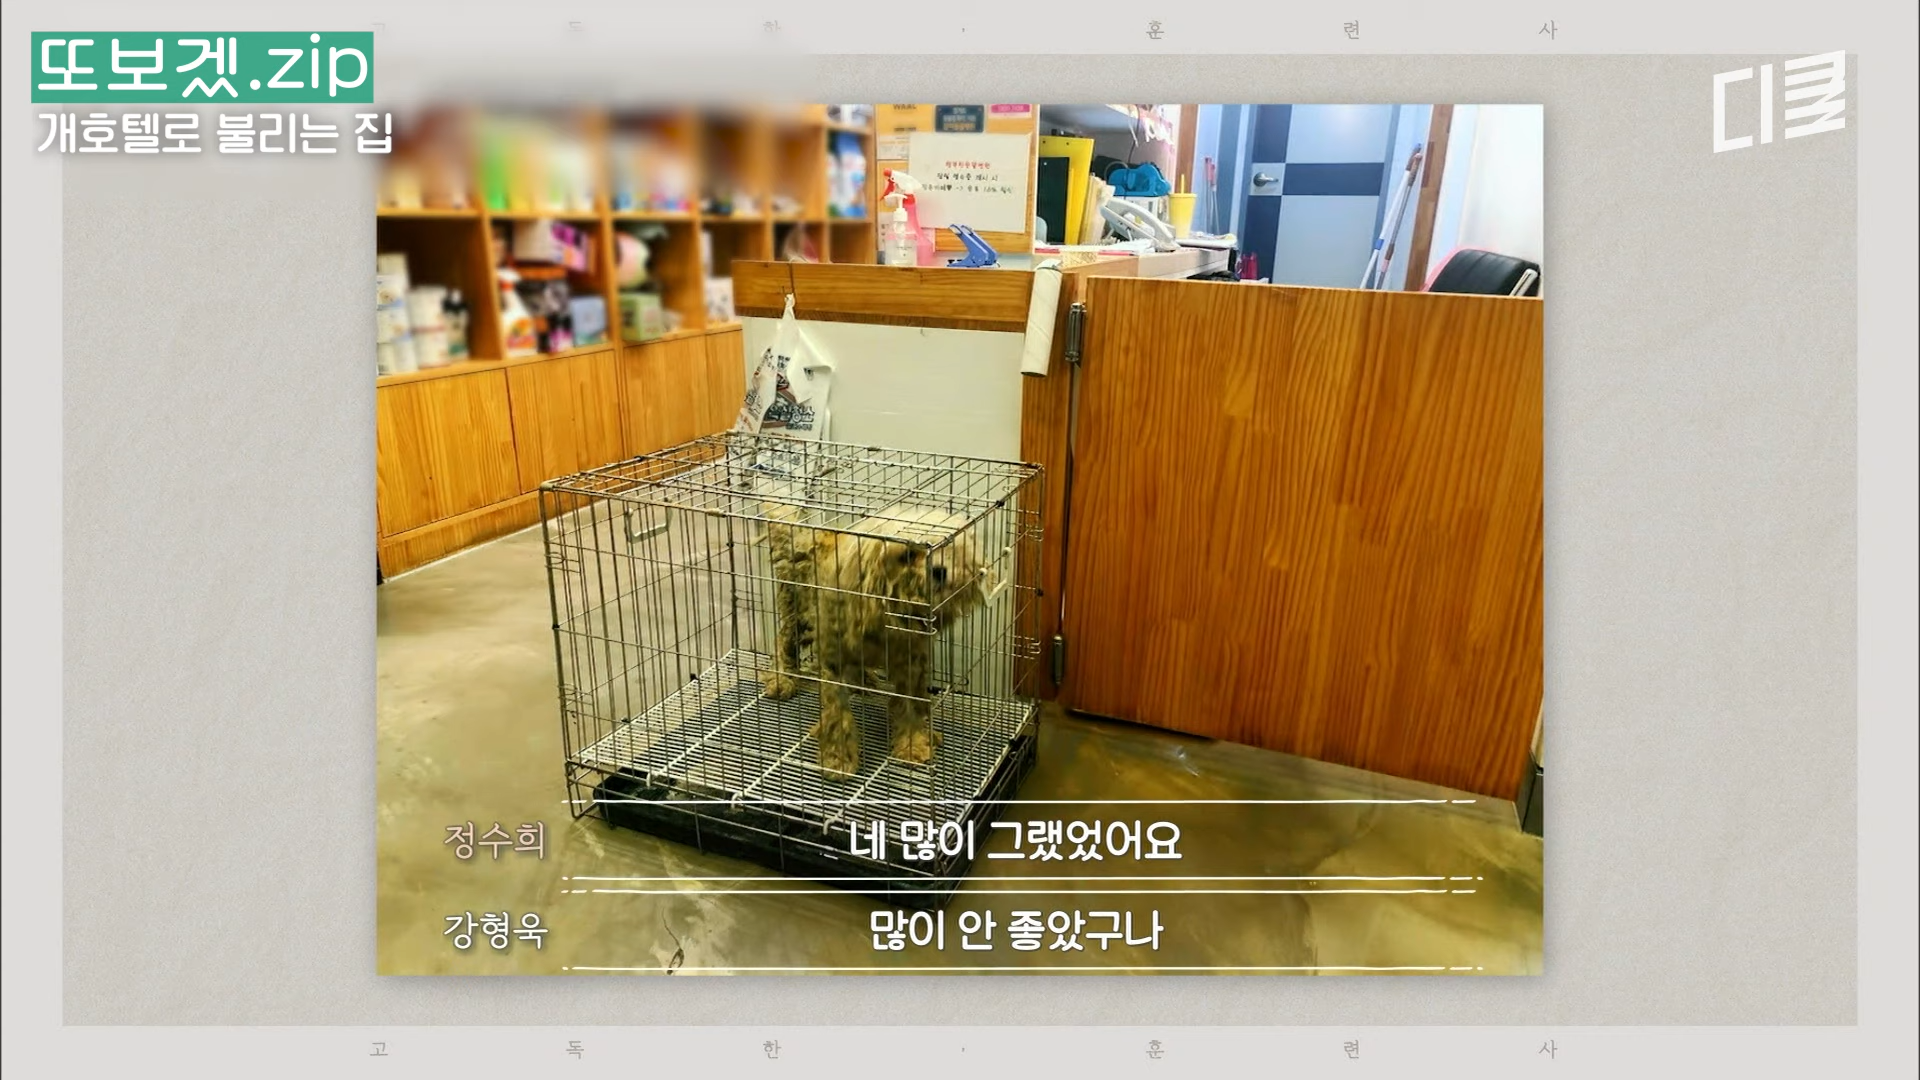 훈 련 사
또보겠.zip
개호텔로 불리는 집
디글
정수희 네 많이 그랬었어요
강형욱 많이 안 좋았구나
고 독 한 · 훈 련 사